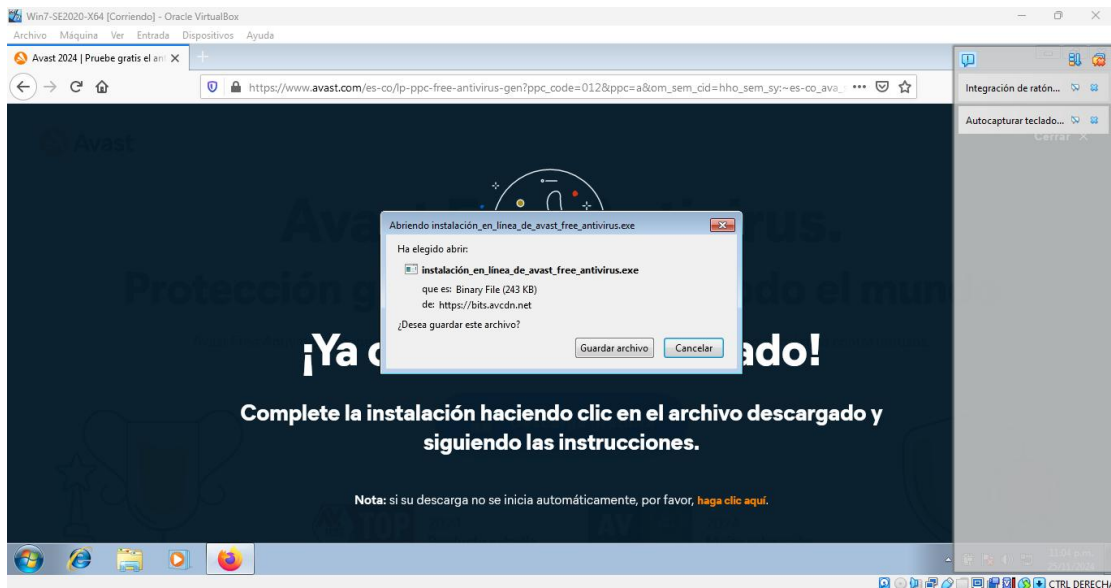 Win7-SE2020-X64 [Corriendo] - Oracle VirtualBox
Archivo Máquina Ver Entrada Dispositivos Ayuda
Avast 2024 | Pruebe gratis el ant
https://www.avast.com/es-co/lp-ppc-free-antivirus-gen?ppc_code=012&ppc=a&om_sem_cid=hho_sem_sy:~es-co_ava_
Integración de ratón...
Autocapturar teclado...
Cerrar
Avast
Protección
Abriendo instalación_en_línea_de_avast_free_antivirus.exe
Ha elegido abrir:
instalación_en_línea_de_avast_free_antivirus.exe
que es: Binary File (243 KB)
de: https://bits.avcdn.net
¿Desea guardar este archivo?
Guardar archivo Cancelar
¡Ya ado!
Complete la instalación haciendo clic en el archivo descargado y
siguiendo las instrucciones.
Nota: si su descarga no se inicia automáticamente, por favor, haga clic aquí.
CTRL DERECHA